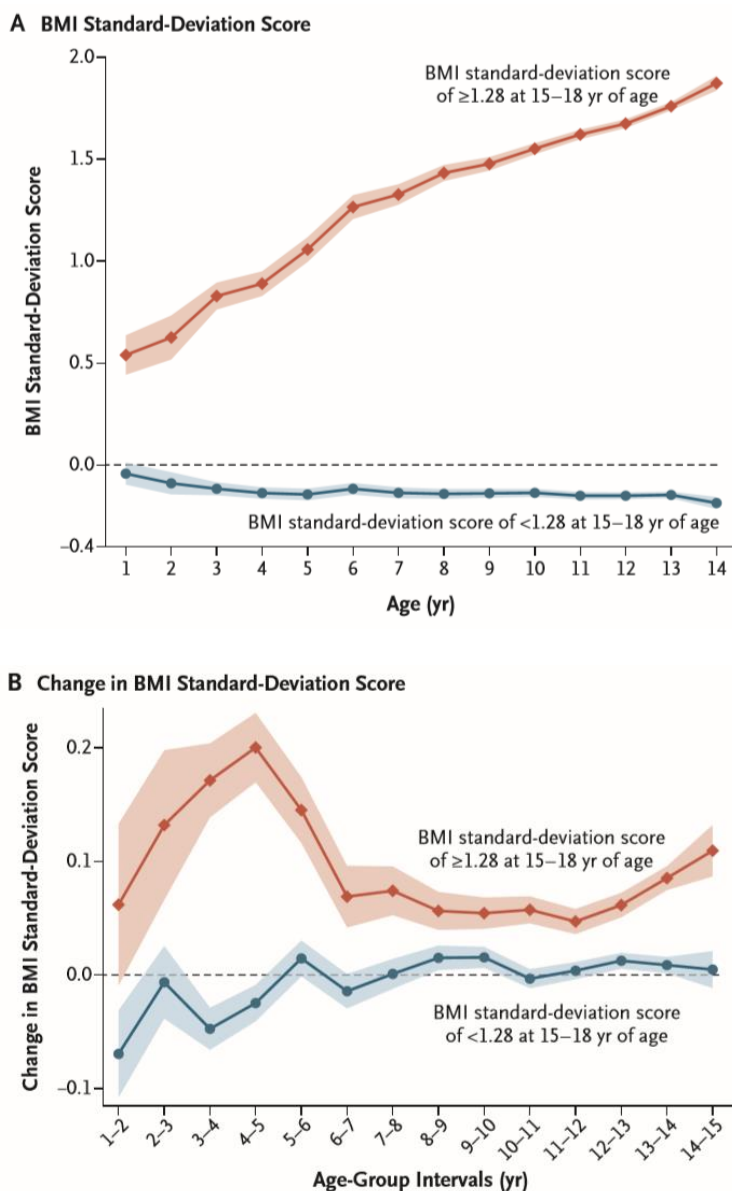 A BMI Standard-Deviation Score
2.0
1.5
1.0
0.5
0.0
–0.4
BMI Standard-Deviation Score
BMI standard-deviation score
of ≥1.28 at 15–18 yr of age
BMI standard-deviation score of <1.28 at 15–18 yr of age
1 2 3 4 5 6 7 8 9 10 11 12 13 14
Age (yr)
B Change in BMI Standard-Deviation Score
0.2
0.1
0.0
–0.1
Change in BMI Standard-Deviation Score
BMI standard-deviation score
of ≥1.28 at 15–18 yr of age
BMI standard-deviation score
of <1.28 at 15–18 yr of age
1–2 2–3 3–4 4–5 5–6 6–7 7–8 8–9 9–10 10–11 11–12 12–13 13–14 14–15
Age-Group Intervals (yr)